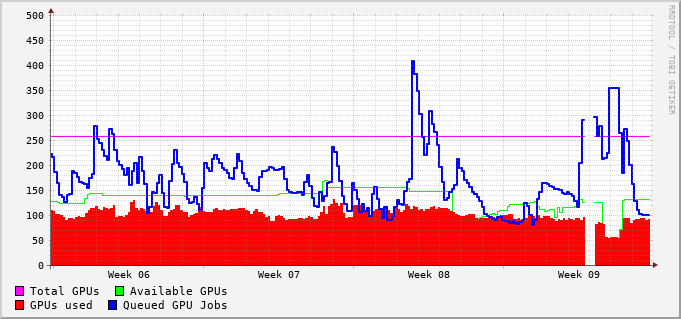 500
450
400
350
300
250
200
150
100
50
0
Week 06 Week 07 Week 08 Week 09
Total GPUs Available GPUs
GPUs used Queued GPU Jobs
RRDTOOL / TOBI OETIKER